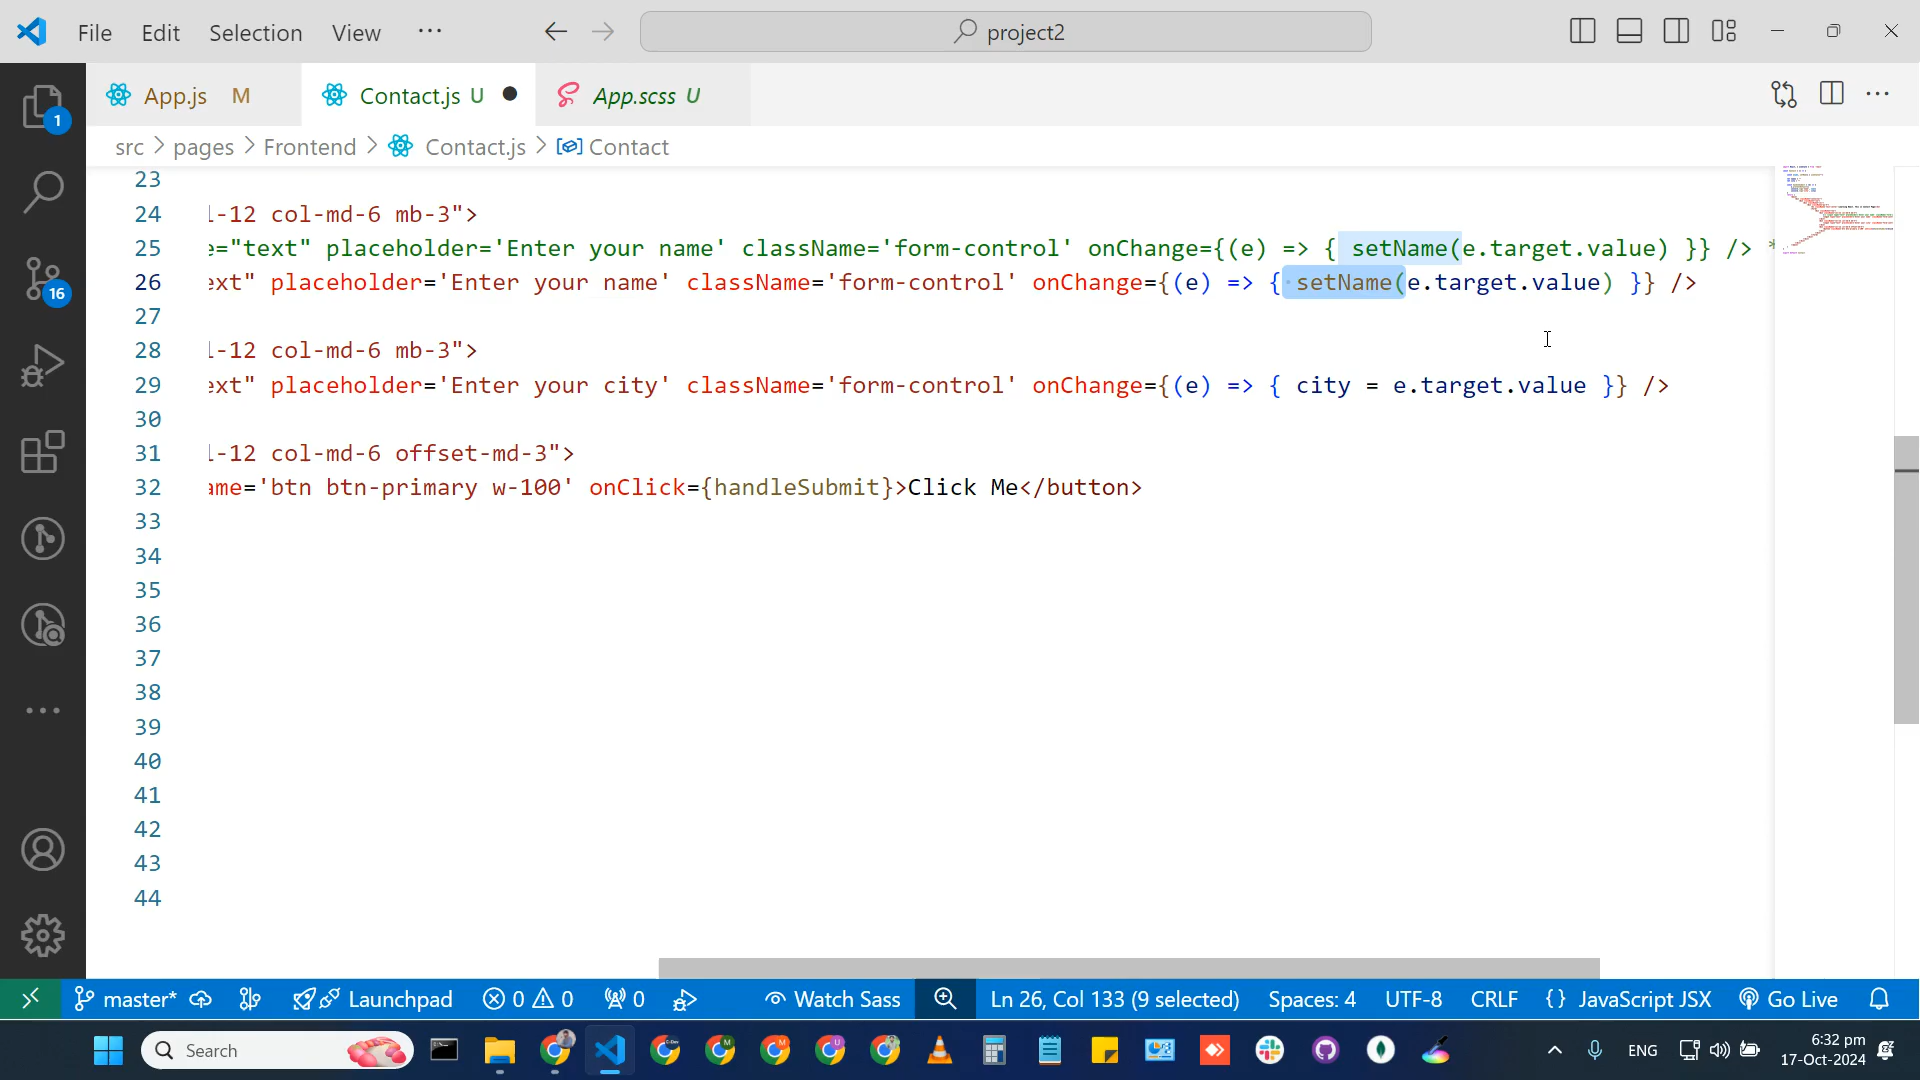 File Edit Selection View ··· project2
App.js M Contact.js U App.scss U
src > pages > Frontend > Contact.js > Contact
23
24 l-12 col-md-6 mb-3">
25 e="text" placeholder='Enter your name' className='form-control' onChange={(e) => { setName(e.target.value) }} /> *
26 ext" placeholder='Enter your name' className='form-control' onChange={(e) => { setName(e.target.value) }} />
27
28 l-12 col-md-6 mb-3">
29 ext" placeholder='Enter your city' className='form-control' onChange={(e) => { city = e.target.value }} />
30
31 l-12 col-md-6 offset-md-3">
32 ame='btn btn-primary w-100' onClick={handleSubmit}>Click Me</button>
33
34
35
36
37
38
39
40
41
42
43
44
1
16
master* Launchpad 0 0 0 Watch Sass Ln 26, Col 133 (9 selected) Spaces: 4 UTF-8 CRLF {} JavaScript JSX Go Live
Search ENG 6:32 pm
17-Oct-2024